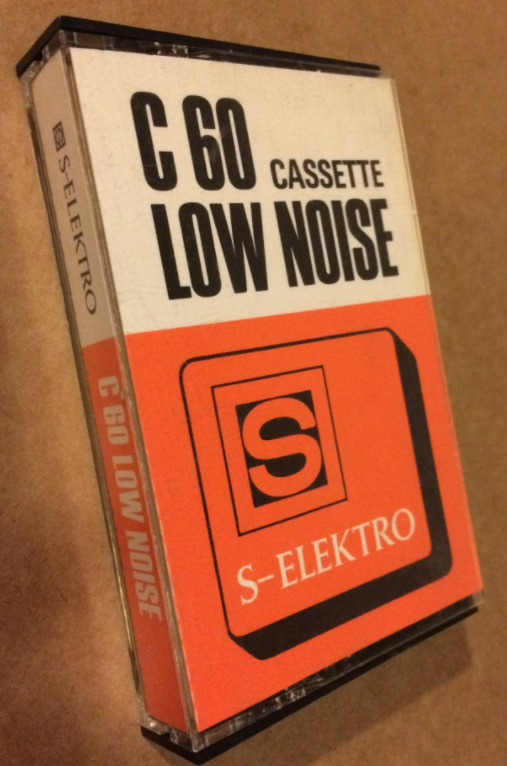 C 60 CASSETTE
LOW NOISE
S
S-ELEKTRO
S S-ELEKTRO
C 60 LOW NOISE